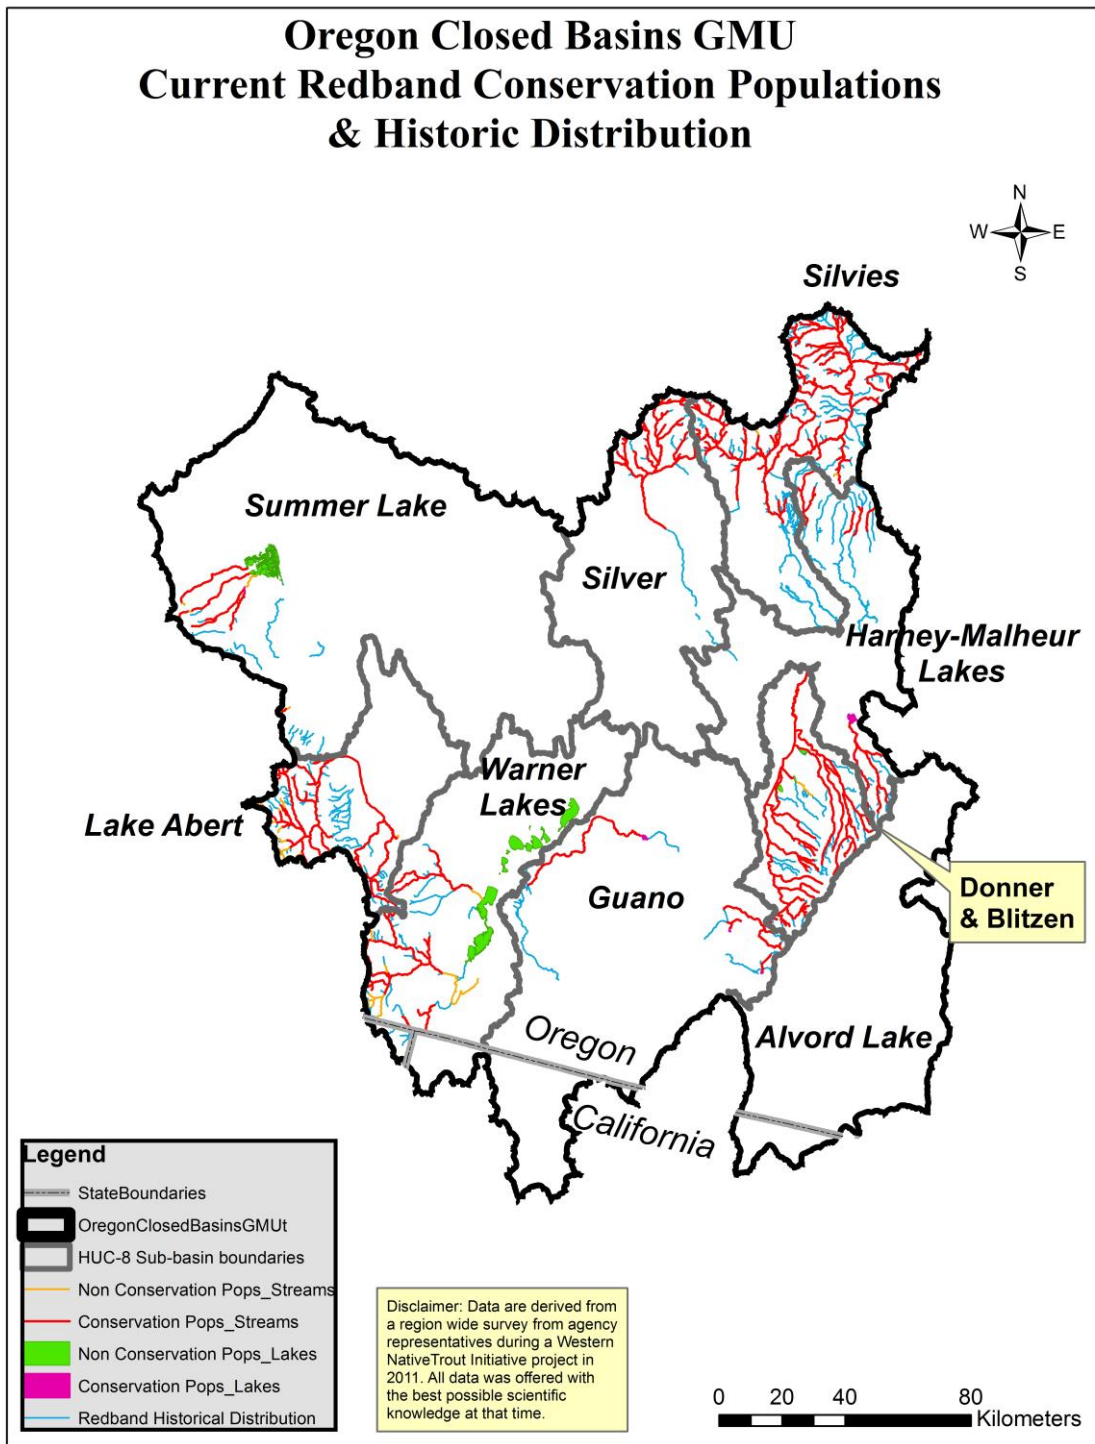 Oregon Closed Basins GMU
Current Redband Conservation Populations
& Historic Distribution
N
W
E
S
Silvies
Summer Lake
Silver
Harney-Malheur
Lakes
Warner
Lakes
Lake Abert
Guano
Donner
& Blitzen
Oregon
Alvord Lake
California
Legend
StateBoundaries
OregonClosedBasinsGMUt
HUC-8 Sub-basin boundaries
Non Conservation Pops_Streams
Conservation Pops_Streams
Non Conservation Pops_Lakes
Conservation Pops_Lakes
Redband Historical Distribution
Disclaimer: Data are derived from
a region wide survey from agency
representatives during a Western
NativeTrout Initiative project in
2011. All data was offered with
the best possible scientific
knowledge at that time.
0 20 40 80
Kilometers